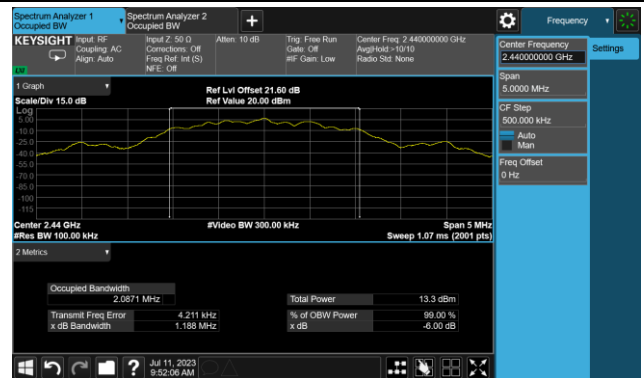 Spectrum Analyzer 1
Occupied BW
Spectrum Analyzer 2
Occupied BW
Frequency
KEYSIGHT
Input: RF
Coupling: AC
Align: Auto
Input Z: 50 Ω
Corrections: Off
Freq Ref: Int (S)
NFE: Off
Atten: 10 dB
Trig: Free Run
Gate: Off
#IF Gain: Low
Center Freq: 2.440000000 GHz
Avg|Hold:>10/10
Radio Std: None
Center Frequency
2.440000000 GHz
Settings
Span
5.0000 MHz
CF Step
500.000 kHz
Auto
Man
Freq Offset
0 Hz
1 Graph
Scale/Div 15.0 dB
Ref Lvl Offset 21.60 dB
Ref Value 20.00 dBm
Log
5.00
-10.0
-25.0
-40.0
-55.0
-70.0
-85.0
-100
-115
Center 2.44 GHz
#Res BW 100.00 kHz
#Video BW 300.00 kHz
Span 5 MHz
Sweep 1.07 ms (2001 pts)
2 Metrics
Occupied Bandwidth
2.0871 MHz
Total Power 13.3 dBm
Transmit Freq Error 4.211 kHz
% of OBW Power 99.00 %
x dB Bandwidth 1.188 MHz
x dB -6.00 dB
?
Jul 11, 2023
9:52:06 AM